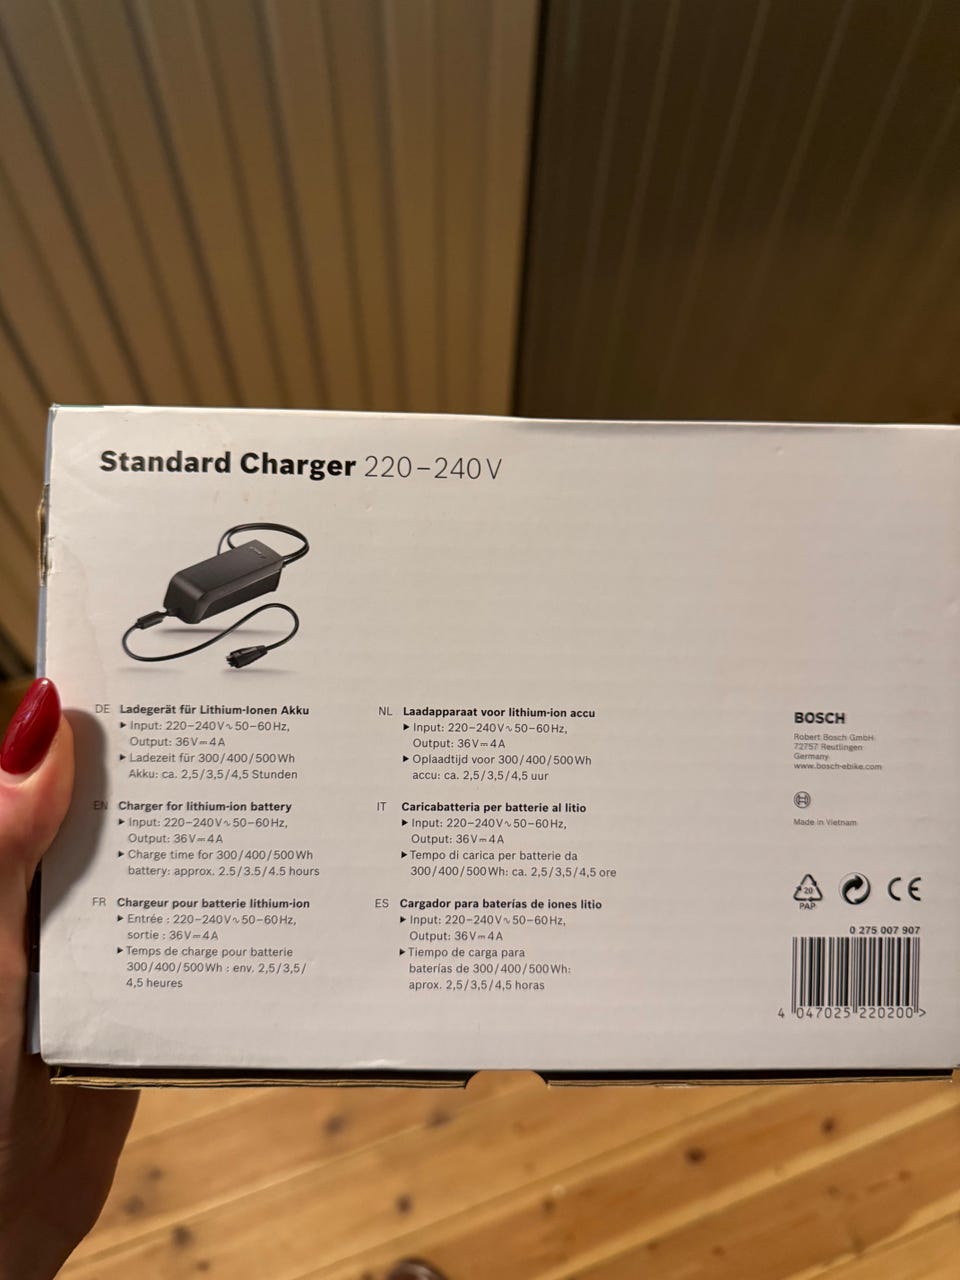 Standard Charger 220–240 V
DE Ladegerät für Lithium-Ionen Akku
▶ Input: 220–240 V∿ 50–60 Hz,
Output: 36 V⎓ 4 A
▶ Ladezeit für 300/400/500 Wh
Akku: ca. 2,5/3,5/4,5 Stunden
EN Charger for lithium-ion battery
▶ Input: 220–240 V∿ 50–60 Hz,
Output: 36 V⎓ 4 A
▶ Charge time for 300/400/500 Wh
battery: approx. 2.5/3.5/4.5 hours
FR Chargeur pour batterie lithium-ion
▶ Entrée : 220–240 V∿ 50–60 Hz,
sortie : 36 V⎓ 4 A
▶ Temps de charge pour batterie
300/400/500 Wh : env. 2,5/3,5/
4,5 heures
NL Laadapparaat voor lithium-ion accu
▶ Input: 220–240 V∿ 50–60 Hz,
Output: 36 V⎓ 4 A
▶ Oplaadtijd voor 300/400/500 Wh
accu: ca. 2,5/3,5/4,5 uur
IT Caricabatteria per batterie al litio
▶ Input: 220–240 V∿ 50–60 Hz,
Output: 36 V⎓ 4 A
▶ Tempo di carica per batterie da
300/400/500 Wh: ca. 2,5/3,5/4,5 ore
ES Cargador para baterías de iones litio
▶ Input: 220–240 V∿ 50–60 Hz,
Output: 36 V⎓ 4 A
▶ Tiempo de carga para
baterías de 300/400/500 Wh:
aprox. 2,5/3,5/4,5 horas
BOSCH
Robert Bosch GmbH
72757 Reutlingen
Germany
www.bosch-ebike.com
Made in Vietnam
20
PAP
CE
0 275 007 907
4 047025 220200 >